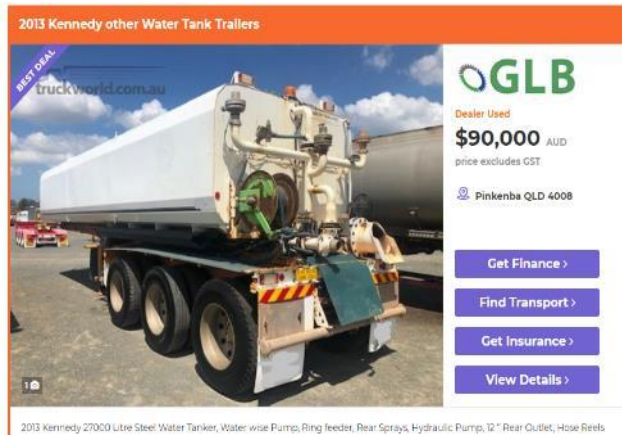 2013 Kennedy other Water Tank Trailers
BEST DEAL
truckworld.com.au
GLB
Dealer Used
$90,000 AUD
price excludes GST
Pinkenba QLD 4008
Get Finance >
Find Transport >
Get Insurance >
View Details >
1
2013 Kennedy 27000 Litre Steel Water Tanker, Water wise Pump, Ring feeder, Rear Sprays, Hydraulic Pump, 12 " Rear Outlet, Hose Reels